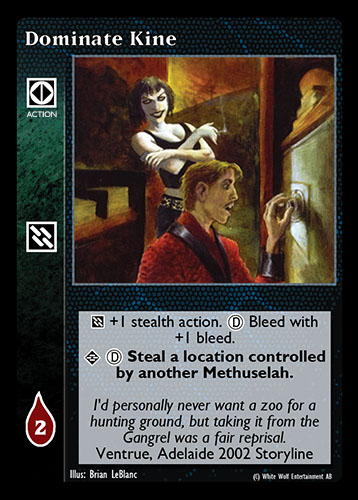 Dominate Kine
ACTION
+1 stealth action. D Bleed with
+1 bleed.
D Steal a location controlled
by another Methuselah.
I'd personally never want a zoo for a
hunting ground, but taking it from the
Gangrel was a fair reprisal.
Ventrue, Adelaide 2002 Storyline
2
Illus: Brian LeBlanc
(C) White Wolf Entertainment AB